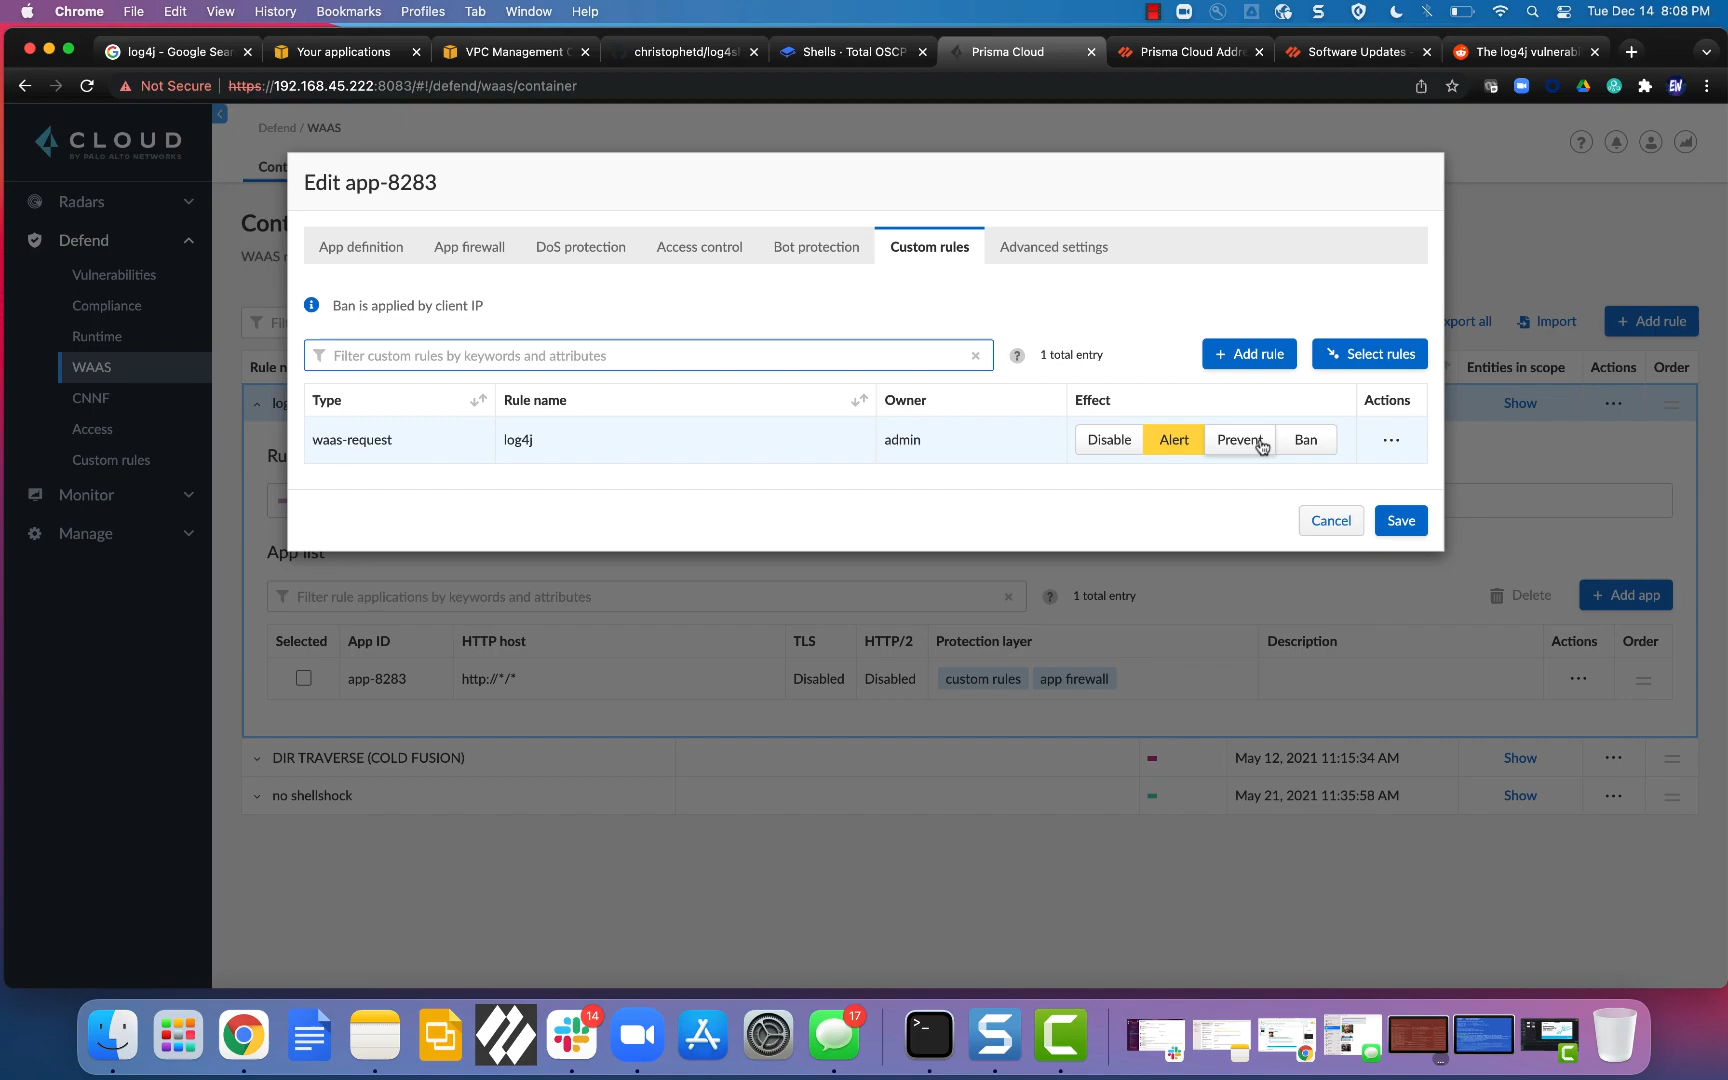 Chrome File Edit View History Bookmarks Profiles Tab Window Help
Tue Dec 14 8:08 PM
log4j - Google Sear
Your applications
VPC Management C
christophetd/log4sh
Shells · Total OSCP
Prisma Cloud
Prisma Cloud Addr
Software Updates -
The log4j vulnerabi
Not Secure
https://192.168.45.222:8083/#!/defend/waas/container
EW
CLOUD
BY PALO ALTO NETWORKS
Defend / WAAS
Cont
Radars
Defend
Vulnerabilities
Compliance
Runtime
WAAS
CNNF
Access
Custom rules
Monitor
Manage
Cont
WAAS r
Filt
xport all
Import
+ Add rule
Rule n
Entities in scope
Actions
Order
log
Show
Ru
Edit app-8283
App definition
App firewall
DoS protection
Access control
Bot protection
Custom rules
Advanced settings
Ban is applied by client IP
Filter custom rules by keywords and attributes
1 total entry
+ Add rule
Select rules
Type
Rule name
Owner
Effect
Actions
waas-request
log4j
admin
Disable
Alert
Prevent
Ban
Cancel
Save
App list
Filter rule applications by keywords and attributes
1 total entry
Delete
+ Add app
Selected
App ID
HTTP host
TLS
HTTP/2
Protection layer
Description
Actions
Order
app-8283
http://*/*
Disabled
Disabled
custom rules
app firewall
DIR TRAVERSE (COLD FUSION)
May 12, 2021 11:15:34 AM
Show
no shellshock
May 21, 2021 11:35:58 AM
Show
14
17